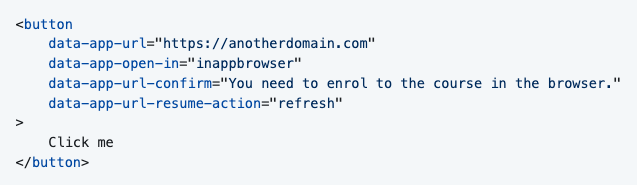 <button
    data-app-url="https://anotherdomain.com"
    data-app-open-in="inappbrowser"
    data-app-url-confirm="You need to enrol to the course in the browser."
    data-app-url-resume-action="refresh"
>
    Click me
</button>